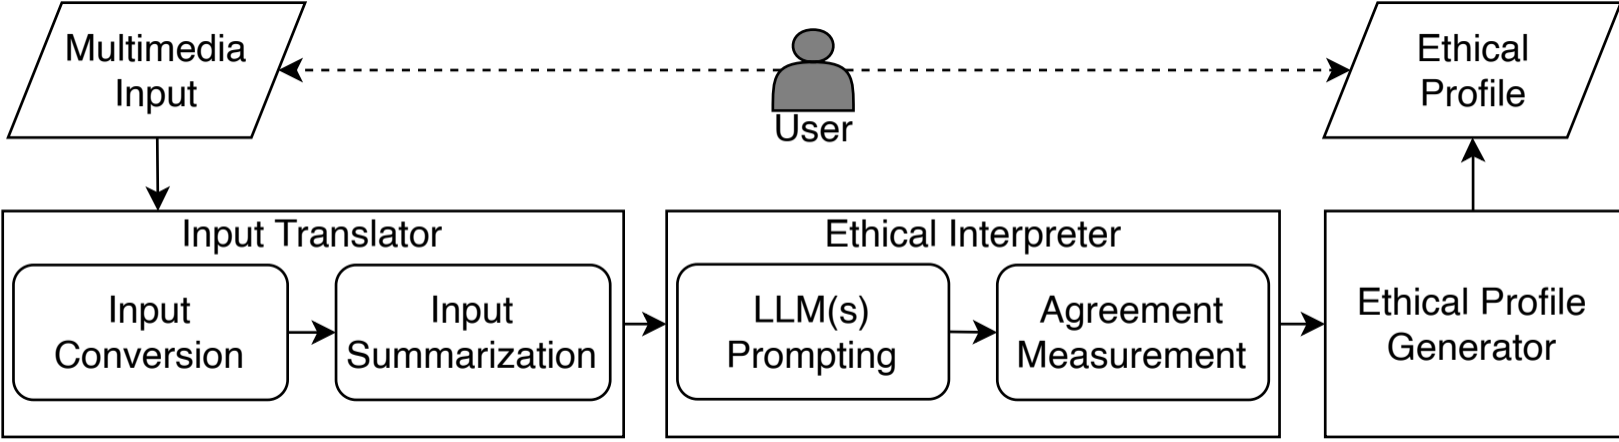 Multimedia
Input
User
Ethical
Profile
Input Translator
Input
Conversion
Input
Summarization
Ethical Interpreter
LLM(s)
Prompting
Agreement
Measurement
Ethical Profile
Generator